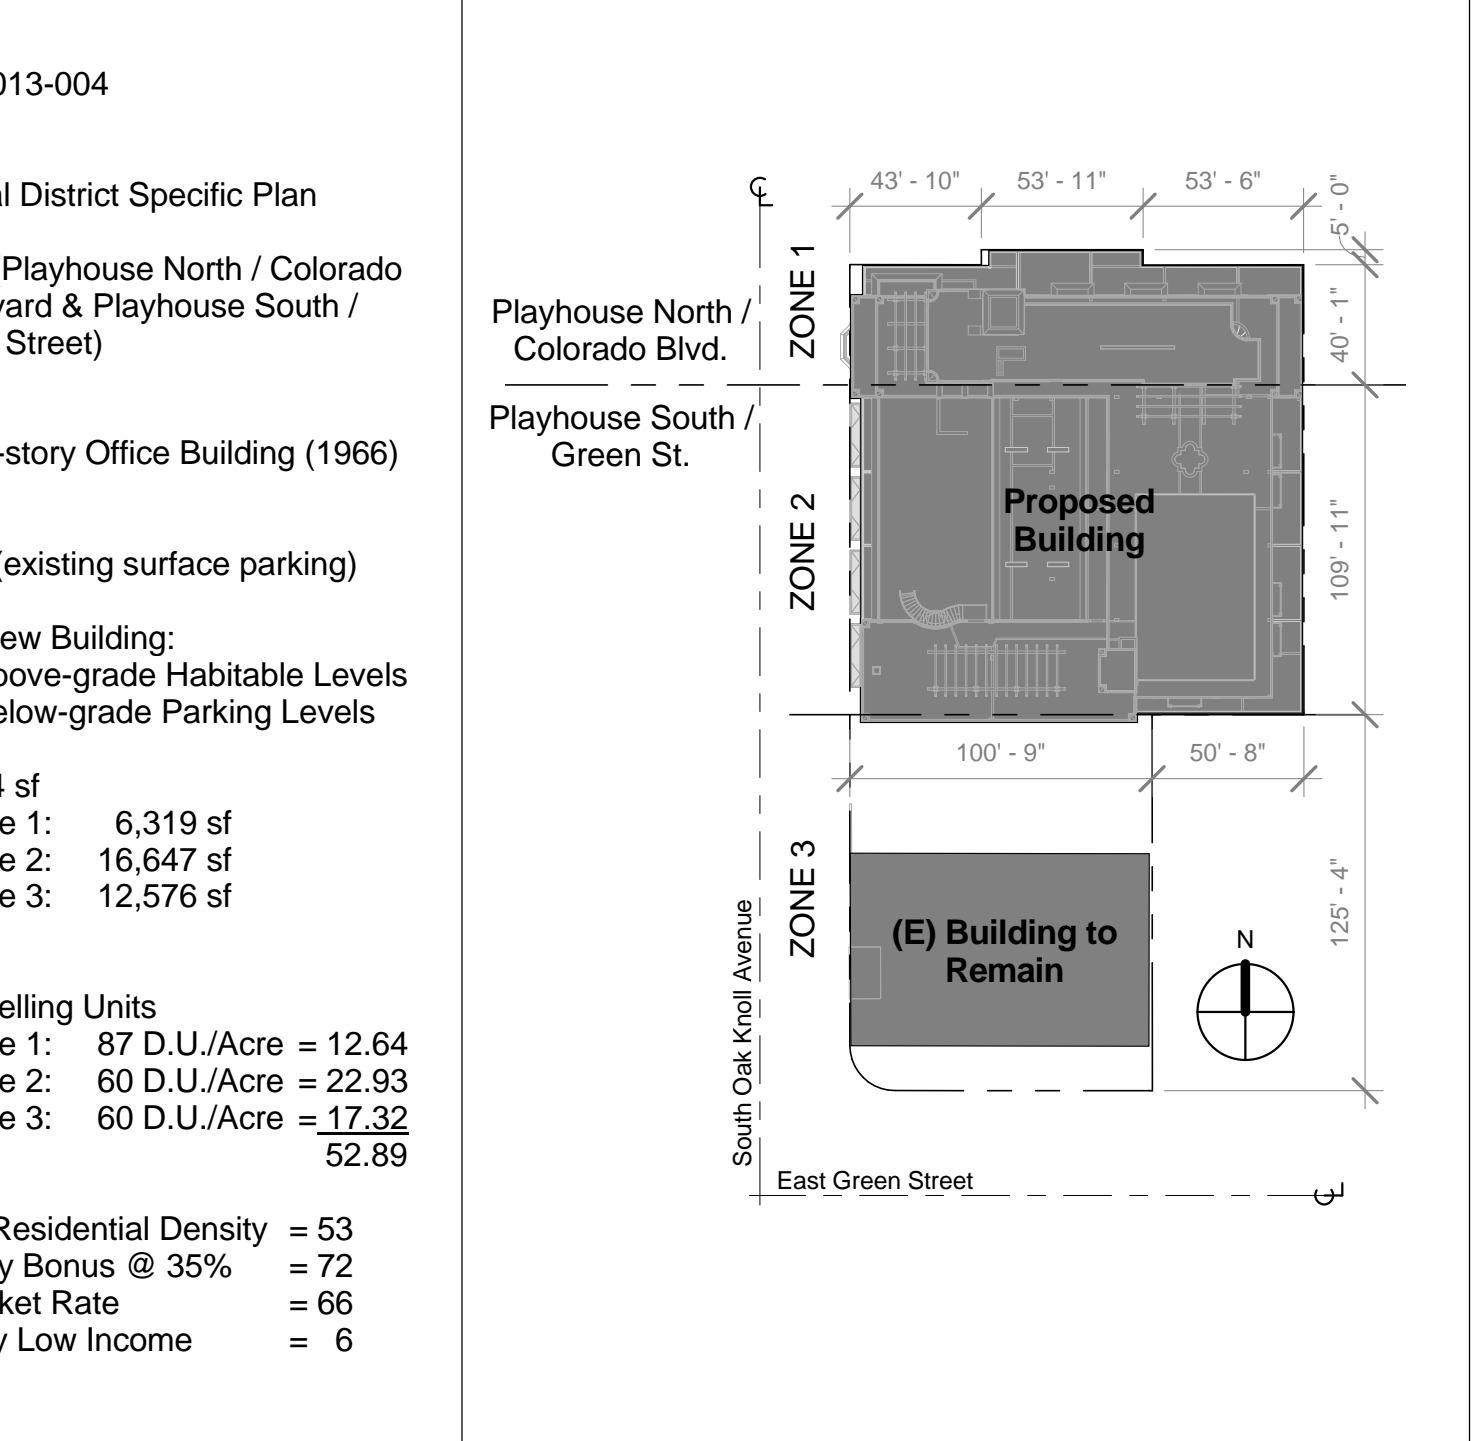 013-004
al District Specific Plan
(Playhouse North / Colorado
yard & Playhouse South /
Street)
-story Office Building (1966)
(existing surface parking)
ew Building:
bove-grade Habitable Levels
elow-grade Parking Levels
4 sf
e 1: 6,319 sf
e 2: 16,647 sf
e 3: 12,576 sf
elling Units
e 1: 87 D.U./Acre = 12.64
e 2: 60 D.U./Acre = 22.93
e 3: 60 D.U./Acre = 17.32
52.89
Residential Density = 53
y Bonus @ 35% = 72
ket Rate = 66
y Low Income = 6
43' - 10" 53' - 11" 53' - 6"
5' - 0"
ZONE 1
Playhouse North /
Colorado Blvd.
40' - 1"
Playhouse South /
Green St.
ZONE 2
Proposed
Building
109' - 11"
100' - 9" 50' - 8"
ZONE 3
(E) Building to
Remain
125' - 4"
N
South Oak Knoll Avenue
East Green Street